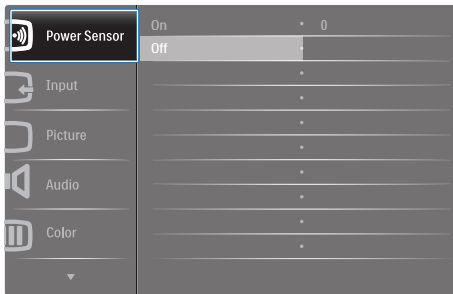 Power Sensor
On • 0
Off •
Input
Picture
Audio
Color